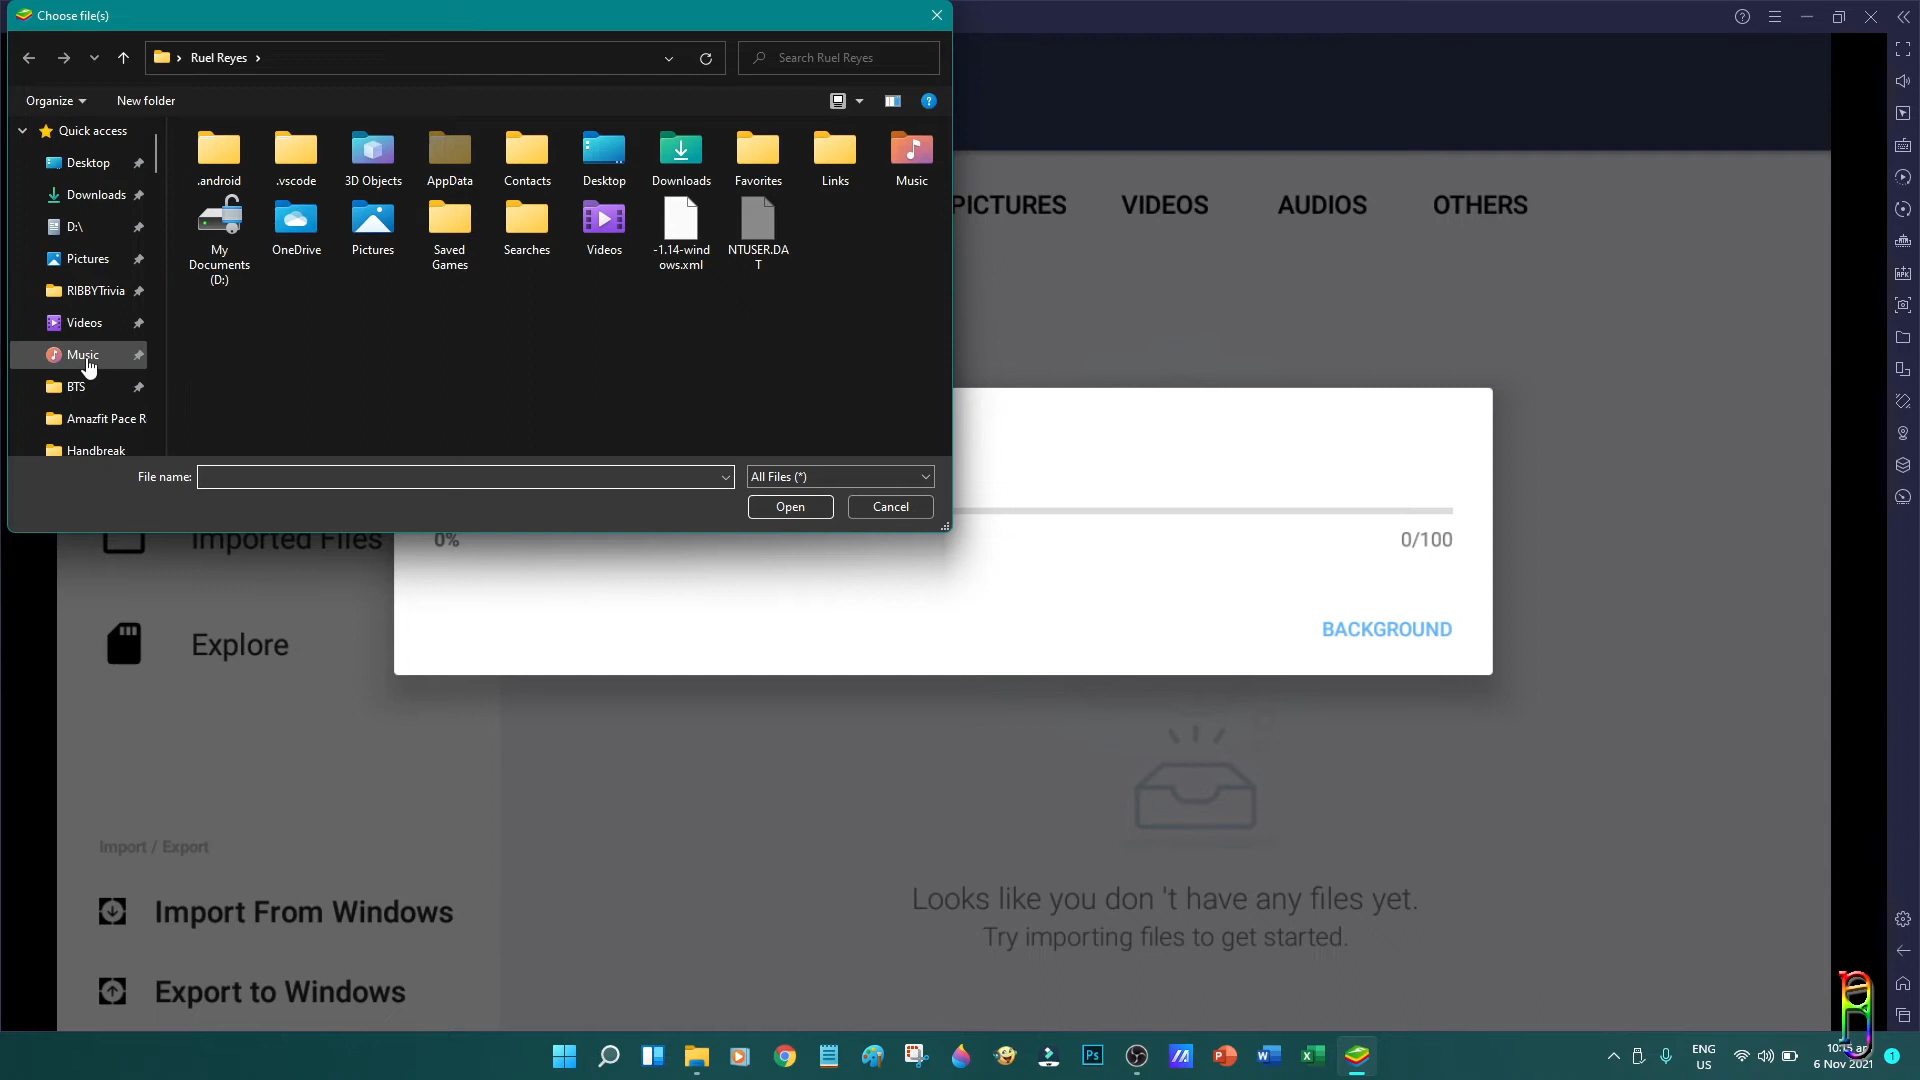 Choose file(s)
Ruel Reyes
Search Ruel Reyes
Organize
New folder
Quick access
Desktop
Downloads
D:\
Pictures
RIBBYTrivia
Videos
Music
BTS
Amazfit Pace R
Handbreak
.android
.vscode
3D Objects
AppData
Contacts
Desktop
Downloads
Favorites
Links
Music
My
Documents
(D:)
OneDrive
Pictures
Saved
Games
Searches
Videos
-1.14-wind
ows.xml
NTUSER.DA
T
File name:
All Files (*)
Open
Cancel
PICTURES
VIDEOS
AUDIOS
OTHERS
Imported Files
0%
0/100
BACKGROUND
Explore
Import / Export
Import From Windows
Export to Windows
Looks like you don 't have any files yet.
Try importing files to get started.
APK
Ps
ENG
US
6 Nov 2021
1